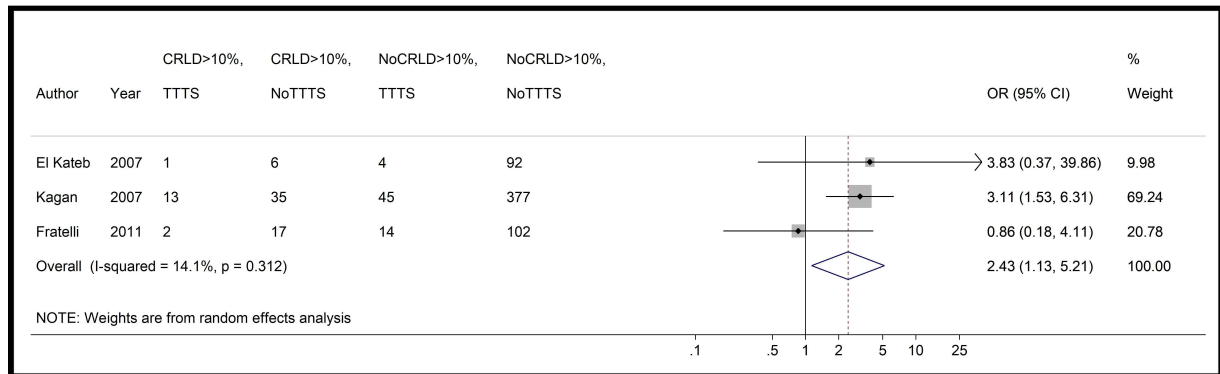 CRLD>10%, CRLD>10%, NoCRLD>10%, NoCRLD>10%, %
Author Year TTTS NoTTTS TTTS NoTTTS OR (95% CI) Weight
El Kateb 2007 1 6 4 92 3.83 (0.37, 39.86) 9.98
Kagan 2007 13 35 45 377 3.11 (1.53, 6.31) 69.24
Fratelli 2011 2 17 14 102 0.86 (0.18, 4.11) 20.78
Overall (I-squared = 14.1%, p = 0.312) 2.43 (1.13, 5.21) 100.00
NOTE: Weights are from random effects analysis
.1 .5 1 2 5 10 25